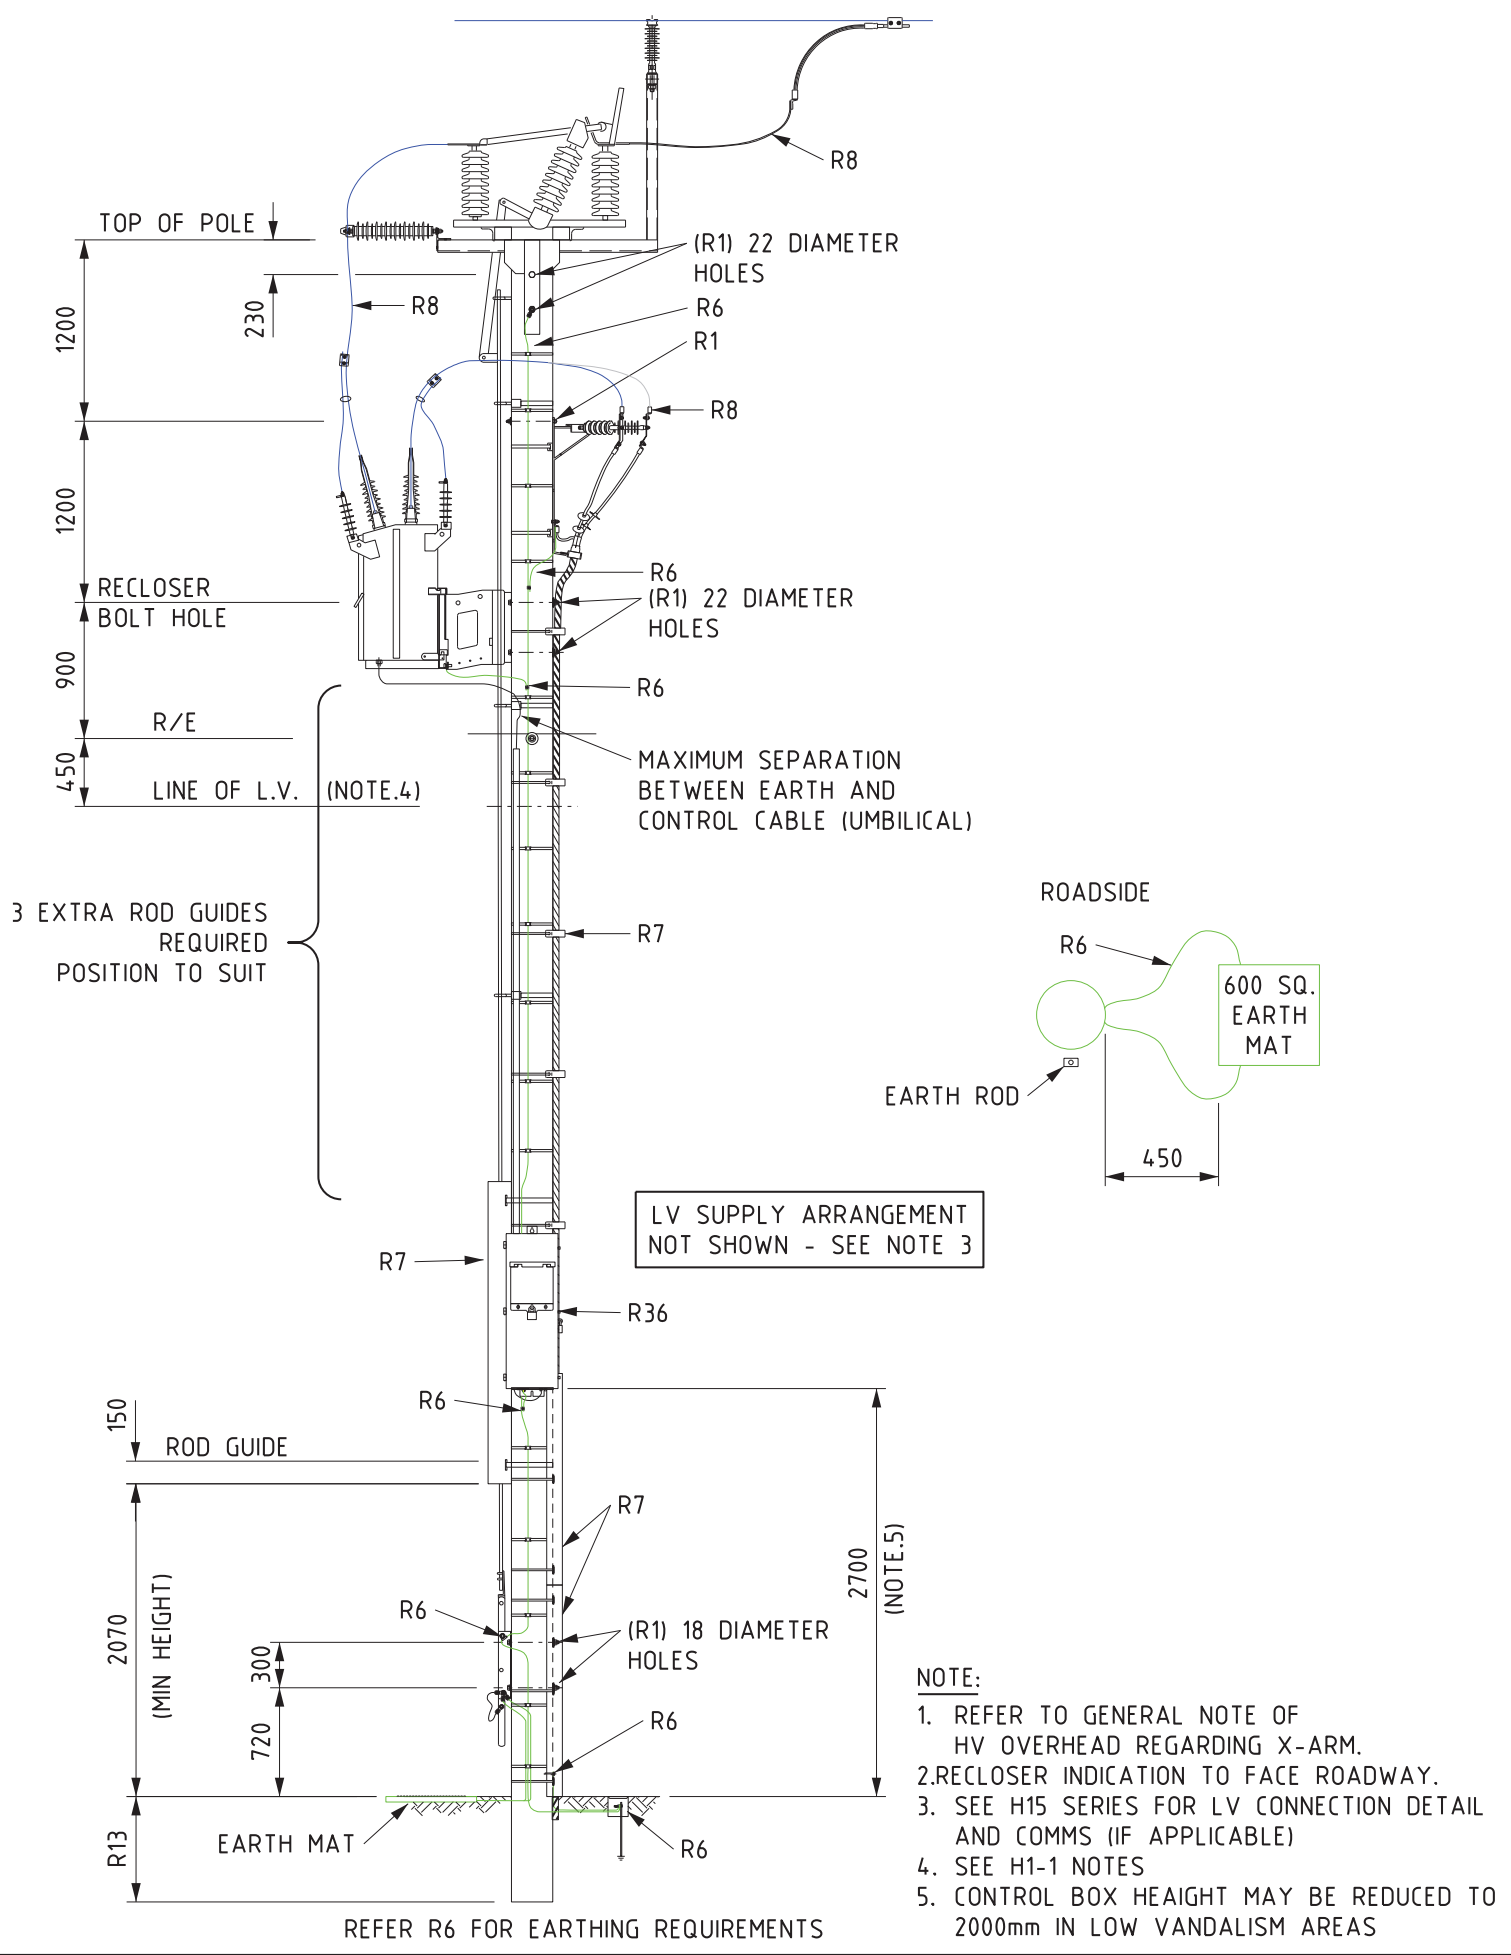 R8
TOP OF POLE
(R1) 22 DIAMETER
HOLES
230
1200
R8
R6
R1
R8
1200
RECLOSER
BOLT HOLE
R6
(R1) 22 DIAMETER
HOLES
900
R6
R/E
450
MAXIMUM SEPARATION
BETWEEN EARTH AND
CONTROL CABLE (UMBILICAL)
LINE OF L.V. (NOTE.4)
3 EXTRA ROD GUIDES
REQUIRED
POSITION TO SUIT
R7
ROADSIDE
R6
600 SQ.
EARTH
MAT
EARTH ROD
450
LV SUPPLY ARRANGEMENT
NOT SHOWN - SEE NOTE 3
R7
R36
R6
150
ROD GUIDE
R7
2700
(NOTE.5)
2070
(MIN HEIGHT)
R6
(R1) 18 DIAMETER
HOLES
300
720
R6
R13
EARTH MAT
R6
REFER R6 FOR EARTHING REQUIREMENTS
NOTE:
1. REFER TO GENERAL NOTE OF
HV OVERHEAD REGARDING X-ARM.
2.RECLOSER INDICATION TO FACE ROADWAY.
3. SEE H15 SERIES FOR LV CONNECTION DETAIL
AND COMMS (IF APPLICABLE)
4. SEE H1-1 NOTES
5. CONTROL BOX HEAIGHT MAY BE REDUCED TO
2000mm IN LOW VANDALISM AREAS